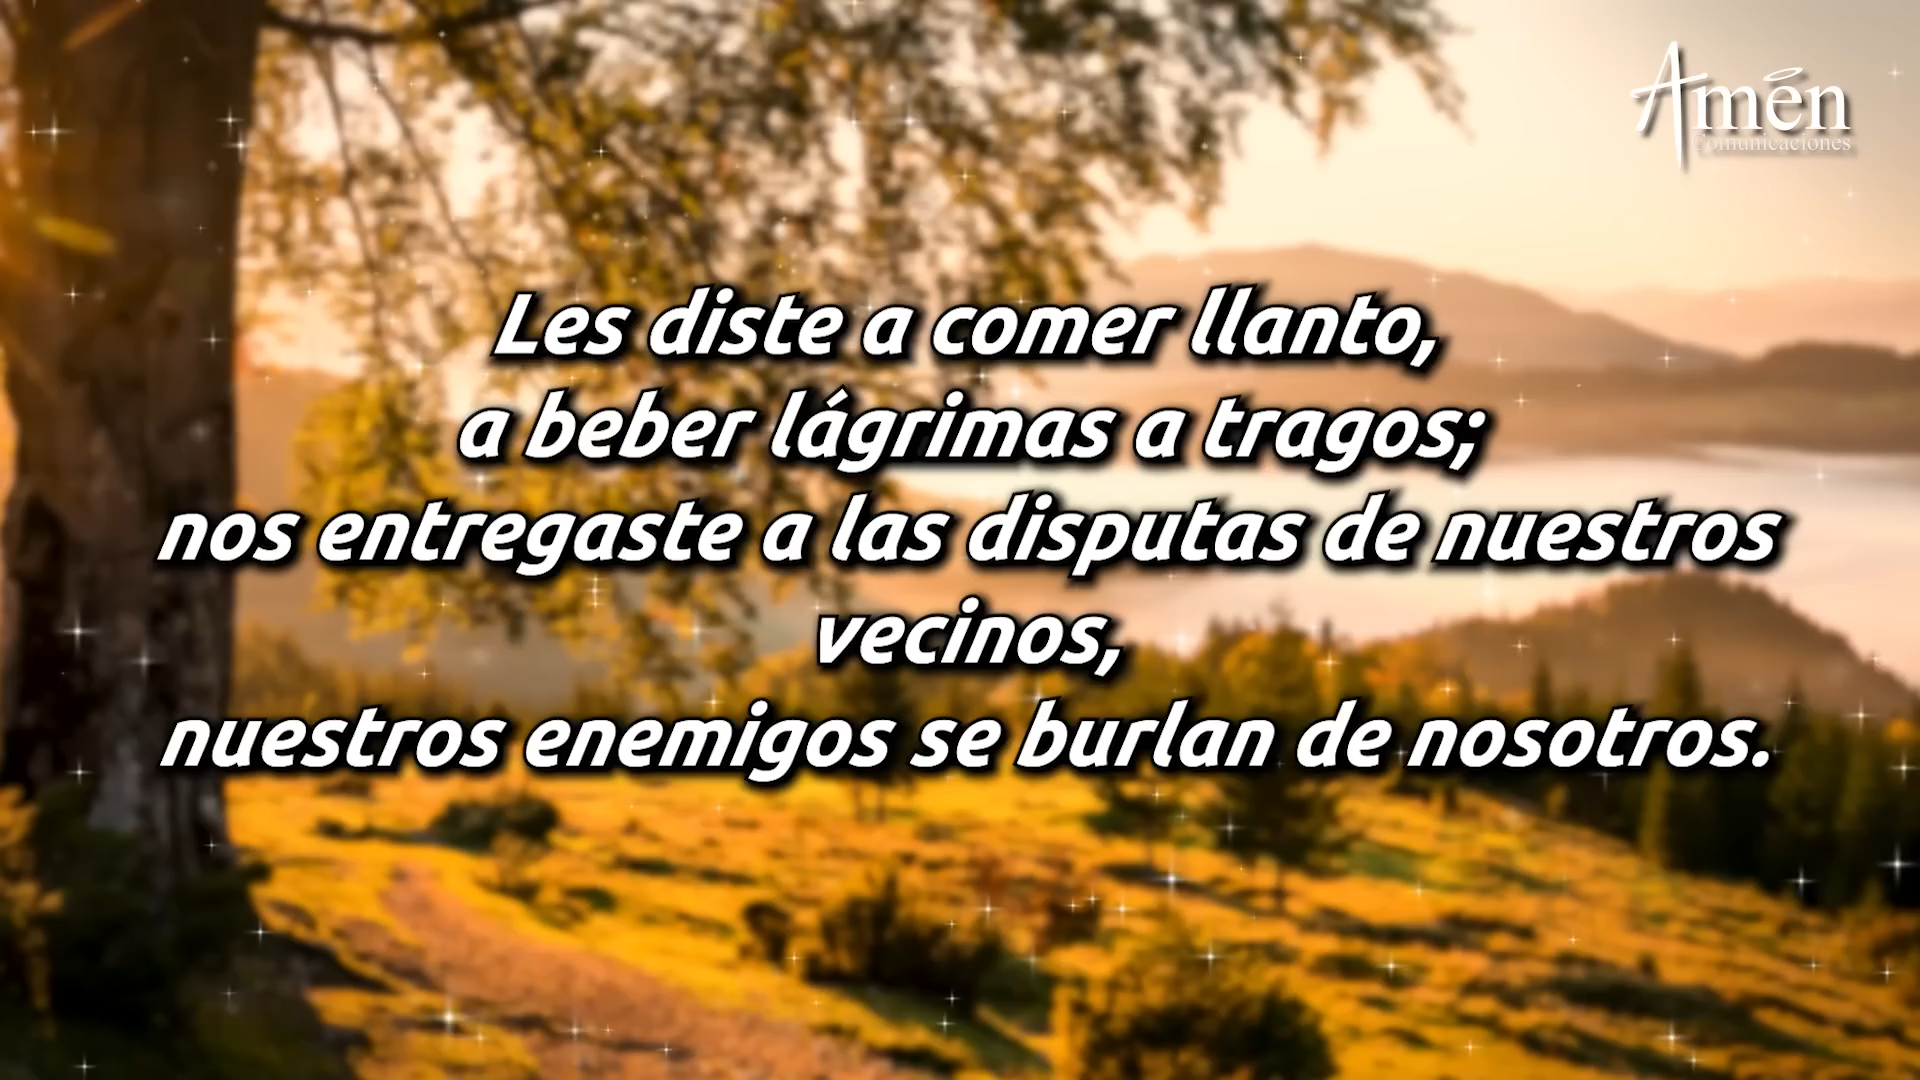 Amén
Comunicaciones
Les diste a comer llanto,
a beber lágrimas a tragos;
nos entregaste a las disputas de nuestros
vecinos,
nuestros enemigos se burlan de nosotros.